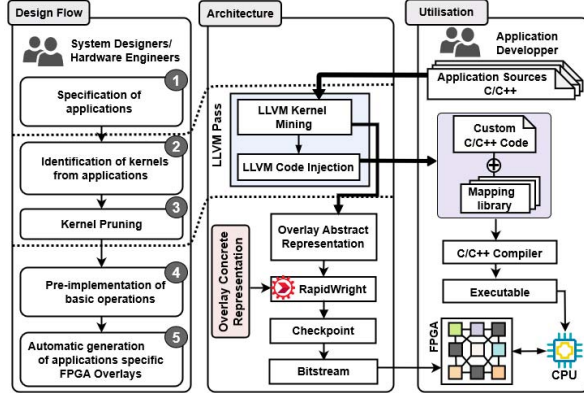 Design Flow
System Designers/
Hardware Engineers
1
Specification of
applications
2
Identification of kernels
from applications
3
Kernel Pruning
4
Pre-implementation of
basic operations
5
Automatic generation
of applications specific
FPGA Overlays
Architecture
LLVM Pass
LLVM Kernel
Mining
LLVM Code Injection
Overlay Abstract
Representation
Overlay Concrete
Representation
RapidWright
Checkpoint
Bitstream
Utilisation
Application
Developper
Application Sources
C/C++
Custom
C/C++ Code
Mapping
library
C/C++ Compiler
Executable
FPGA
CPU